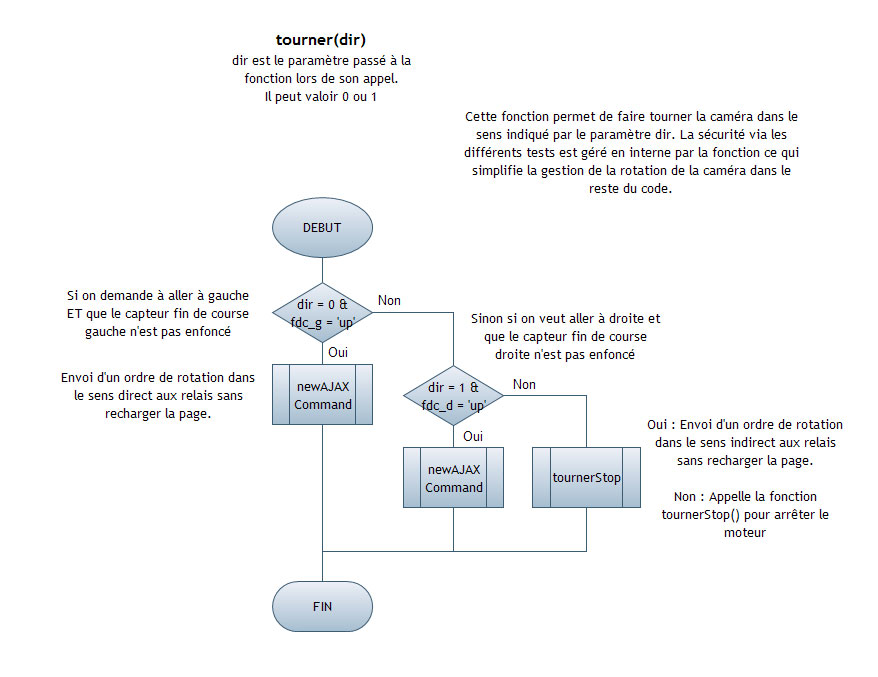 tourner(dir)
dir est le paramètre passé à la
fonction lors de son appel.
Il peut valoir 0 ou 1
Cette fonction permet de faire tourner la caméra dans le
sens indiqué par le paramètre dir. La sécurité via les
différents tests est géré en interne par la fonction ce qui
simplifie la gestion de la rotation de la caméra dans le
reste du code.
DEBUT
Si on demande à aller à gauche
ET que le capteur fin de course
gauche n'est pas enfoncé
dir = 0 &
fdc_g = 'up'
Non
Oui
Sinon si on veut aller à droite et
que le capteur fin de course
droite n'est pas enfoncé
Envoi d'un ordre de rotation dans
le sens direct aux relais sans
recharger la page.
newAJAX
Command
dir = 1 &
fdc_d = 'up'
Non
Oui
newAJAX
Command
tournerStop
Oui : Envoi d'un ordre de rotation
dans le sens indirect aux relais
sans recharger la page.
Non : Appelle la fonction
tournerStop() pour arrêter le
moteur
FIN